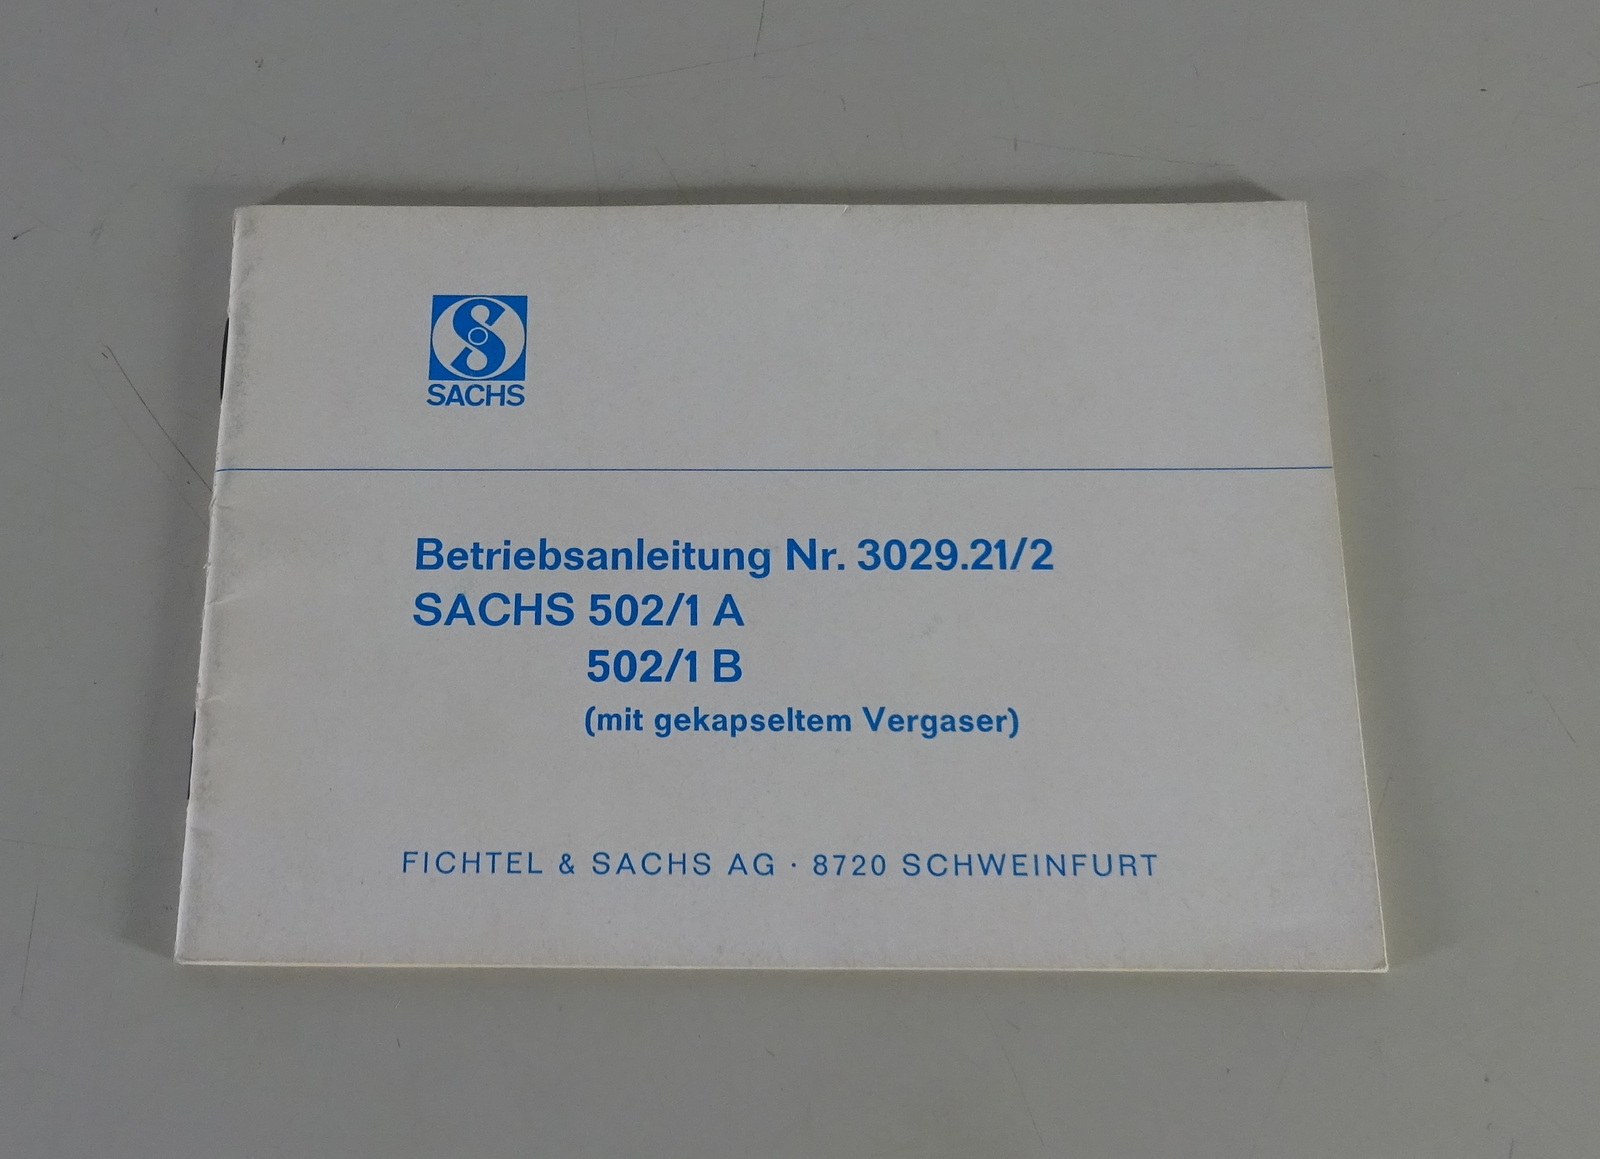 SACHS
Betriebsanleitung Nr. 3029.21/2
SACHS 502/1 A
502/1 B
(mit gekapseltem Vergaser)
FICHTEL & SACHS AG · 8720 SCHWEINFURT